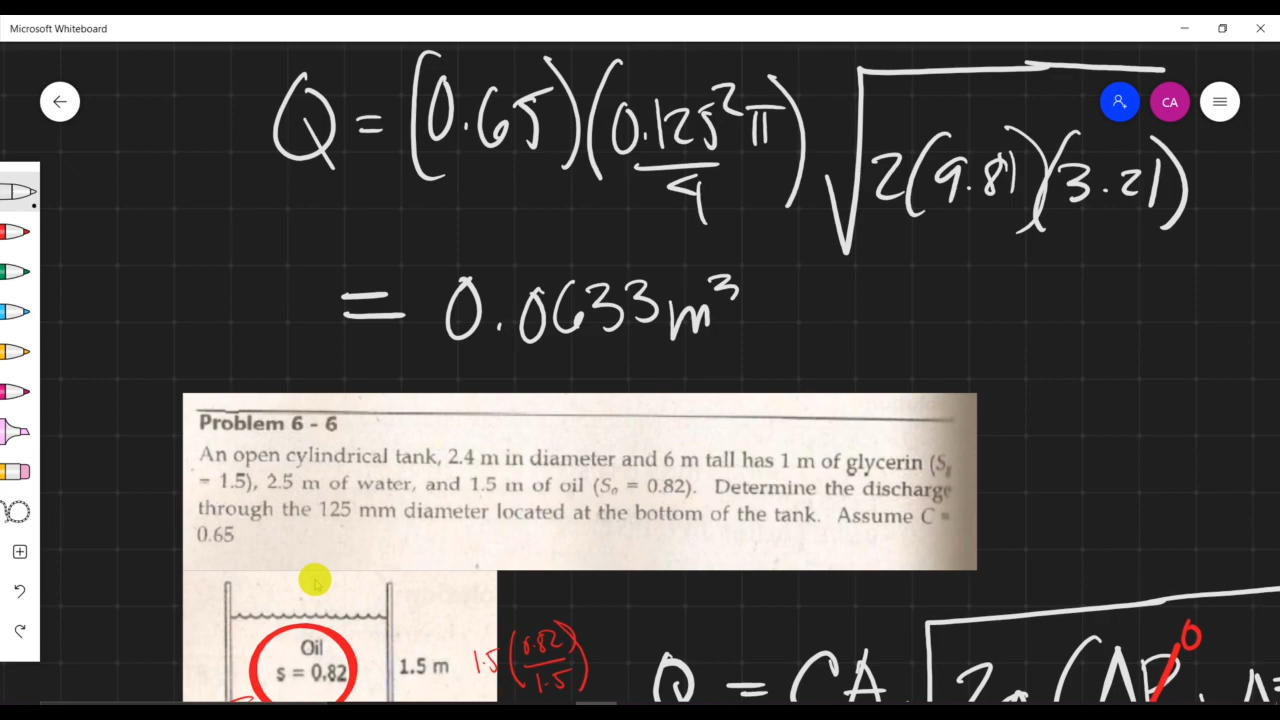 Microsoft Whiteboard
Q = (0.65)(0.125²π/4)√2(9.81)(3.21)
CA
= 0.0633m³
Problem 6 - 6
An open cylindrical tank, 2.4 m in diameter and 6 m tall has 1 m of glycerin (S
= 1.5), 2.5 m of water, and 1.5 m of oil (Sₒ = 0.82). Determine the discharge
through the 125 mm diameter located at the bottom of the tank. Assume C =
0.65
Oil
s = 0.82
1.5 m
1.5(0.82/1.5)
0
Q = CA